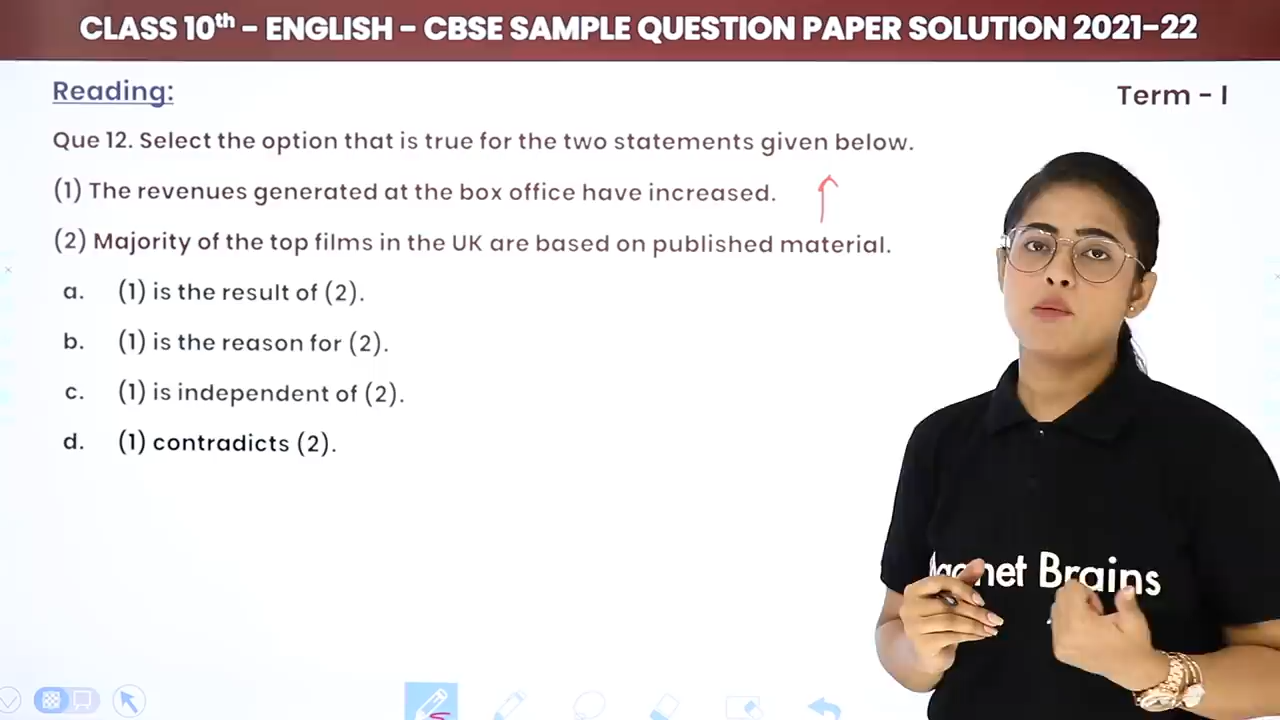 CLASS 10th - ENGLISH - CBSE SAMPLE QUESTION PAPER SOLUTION 2021-22
Reading:
Term - I
Que 12. Select the option that is true for the two statements given below.
(1) The revenues generated at the box office have increased.
(2) Majority of the top films in the UK are based on published material.
a. (1) is the result of (2).
b. (1) is the reason for (2).
c. (1) is independent of (2).
d. (1) contradicts (2).
Brains